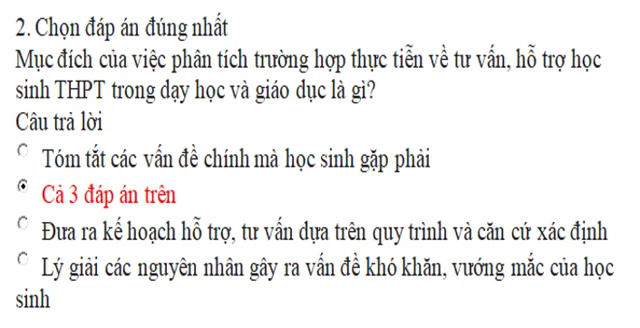 2. Chọn đáp án đúng nhất
Mục đích của việc phân tích trường hợp thực tiễn về tư vấn, hỗ trợ học
sinh THPT trong dạy học và giáo dục là gì?
Câu trả lời
Tóm tắt các vấn đề chính mà học sinh gặp phải
Cả 3 đáp án trên
Đưa ra kế hoạch hỗ trợ, tư vấn dựa trên quy trình và căn cứ xác định
Lý giải các nguyên nhân gây ra vấn đề khó khăn, vướng mắc của học
sinh